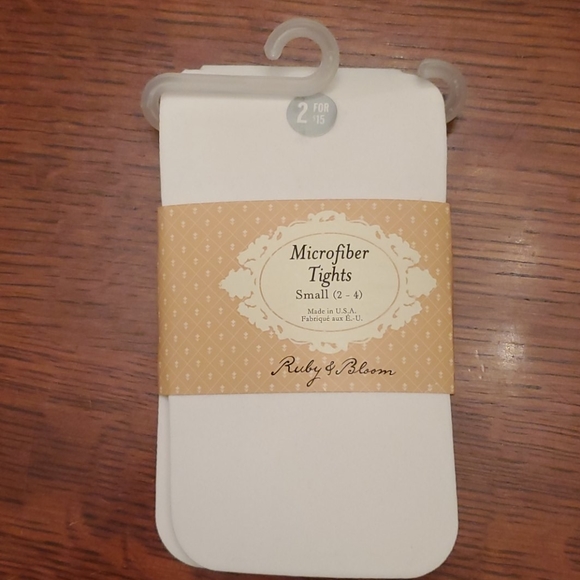 2 FOR
$15
Microfiber
Tights
Small (2 – 4)
Made in U.S.A.
Fabriqué aux É.-U.
Ruby & Bloom